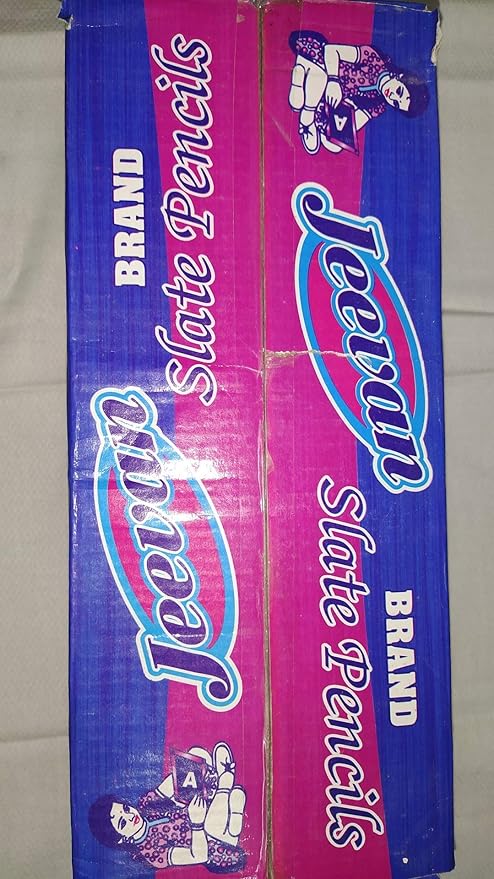 Jeevan
BRAND
Slate Pencils
A
Jeevan
BRAND
Slate Pencils
A